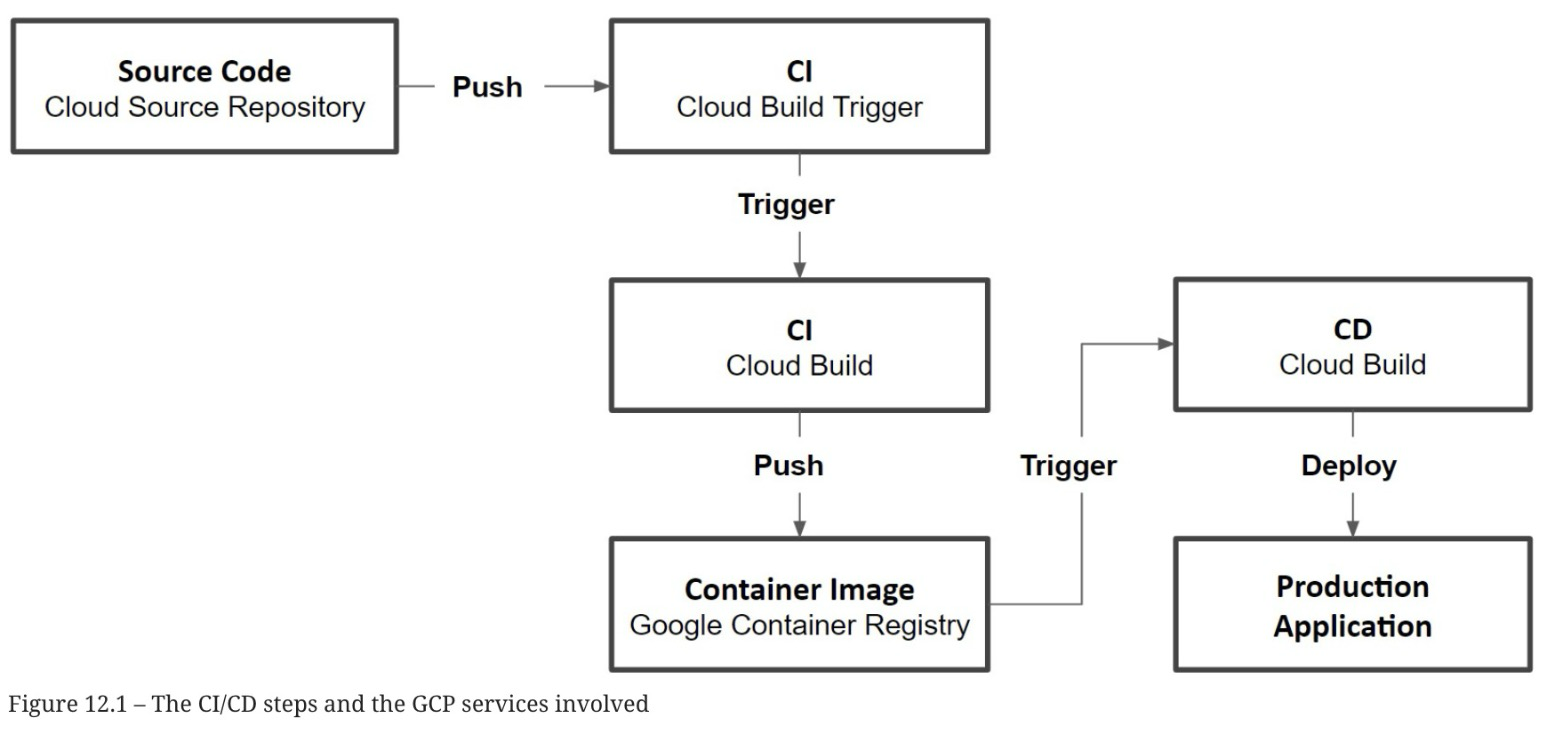 Source Code
Cloud Source Repository
Push
CI
Cloud Build Trigger
Trigger
CI
Cloud Build
Push
Container Image
Google Container Registry
Trigger
CD
Cloud Build
Deploy
Production
Application
Figure 12.1 – The CI/CD steps and the GCP services involved